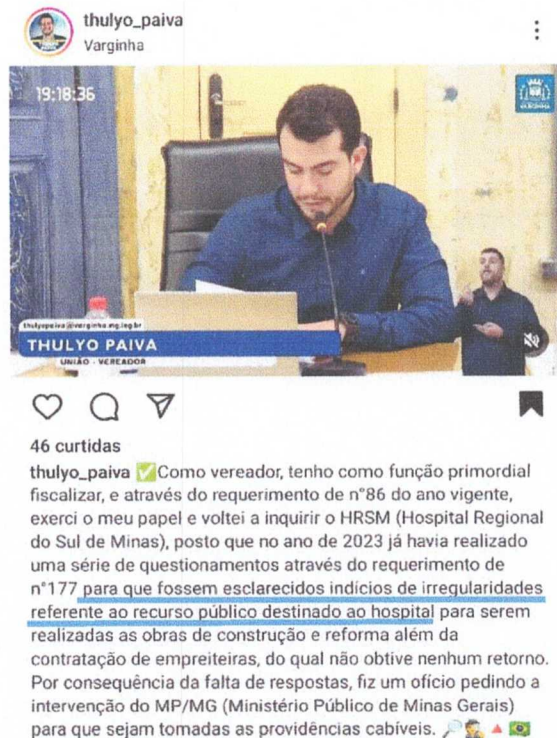 thulyo_paiva
Varginha
19:18:36
VARGINHA
thulyopaiva@varginha.mg.leg.br
THULYO PAIVA
UNIÃO - VEREADOR
46 curtidas
thulyo_paiva ✅Como vereador, tenho como função primordial
fiscalizar, e através do requerimento de n°86 do ano vigente,
exerci o meu papel e voltei a inquirir o HRSM (Hospital Regional
do Sul de Minas), posto que no ano de 2023 já havia realizado
uma série de questionamentos através do requerimento de
n°177 para que fossem esclarecidos indícios de irregularidades
referente ao recurso público destinado ao hospital para serem
realizadas as obras de construção e reforma além da
contratação de empreiteiras, do qual não obtive nenhum retorno.
Por consequência da falta de respostas, fiz um ofício pedindo a
intervenção do MP/MG (Ministério Público de Minas Gerais)
para que sejam tomadas as providências cabíveis.